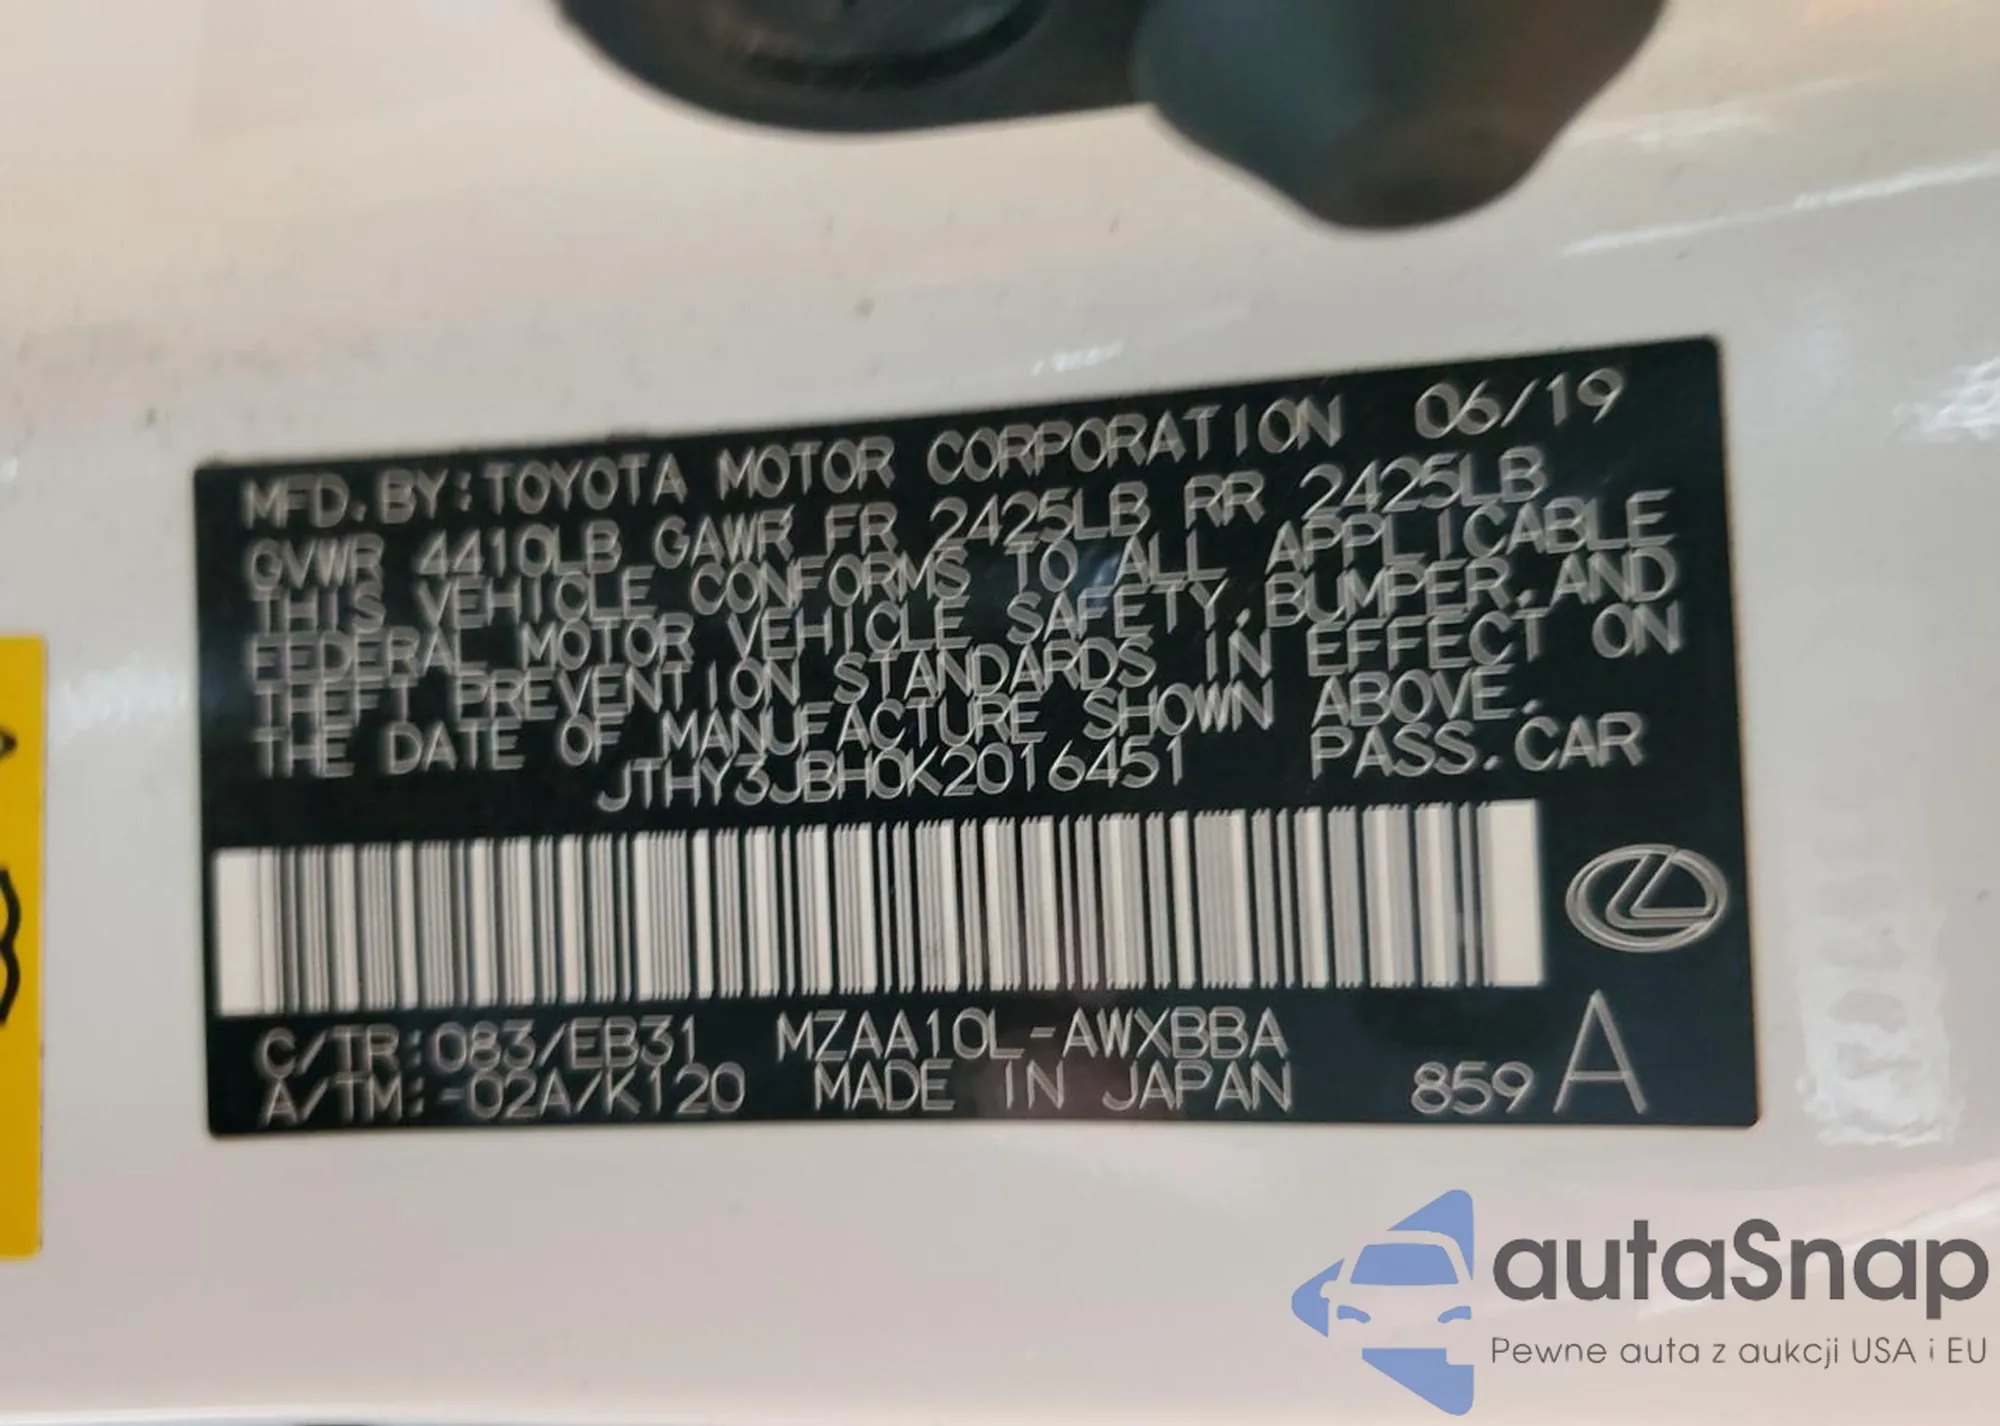 MFD. BY: TOYOTA MOTOR CORPORATION 06/19
GVWR 4410LB GAWR FR 2425LB RR 2425LB
THIS VEHICLE CONFORMS TO ALL APPLICABLE
FEDERAL MOTOR VEHICLE SAFETY, BUMPER, AND
THEFT PREVENTION STANDARDS IN EFFECT ON
THE DATE OF MANUFACTURE SHOWN ABOVE.
JTHY3JBH0K2016451 PASS. CAR
C/TR: 083/EB31 MZAA10L-AWXBBA
A/TM: -02A/K120 MADE IN JAPAN 859 A
autaSnap
Pewne auta z aukcji USA i EU